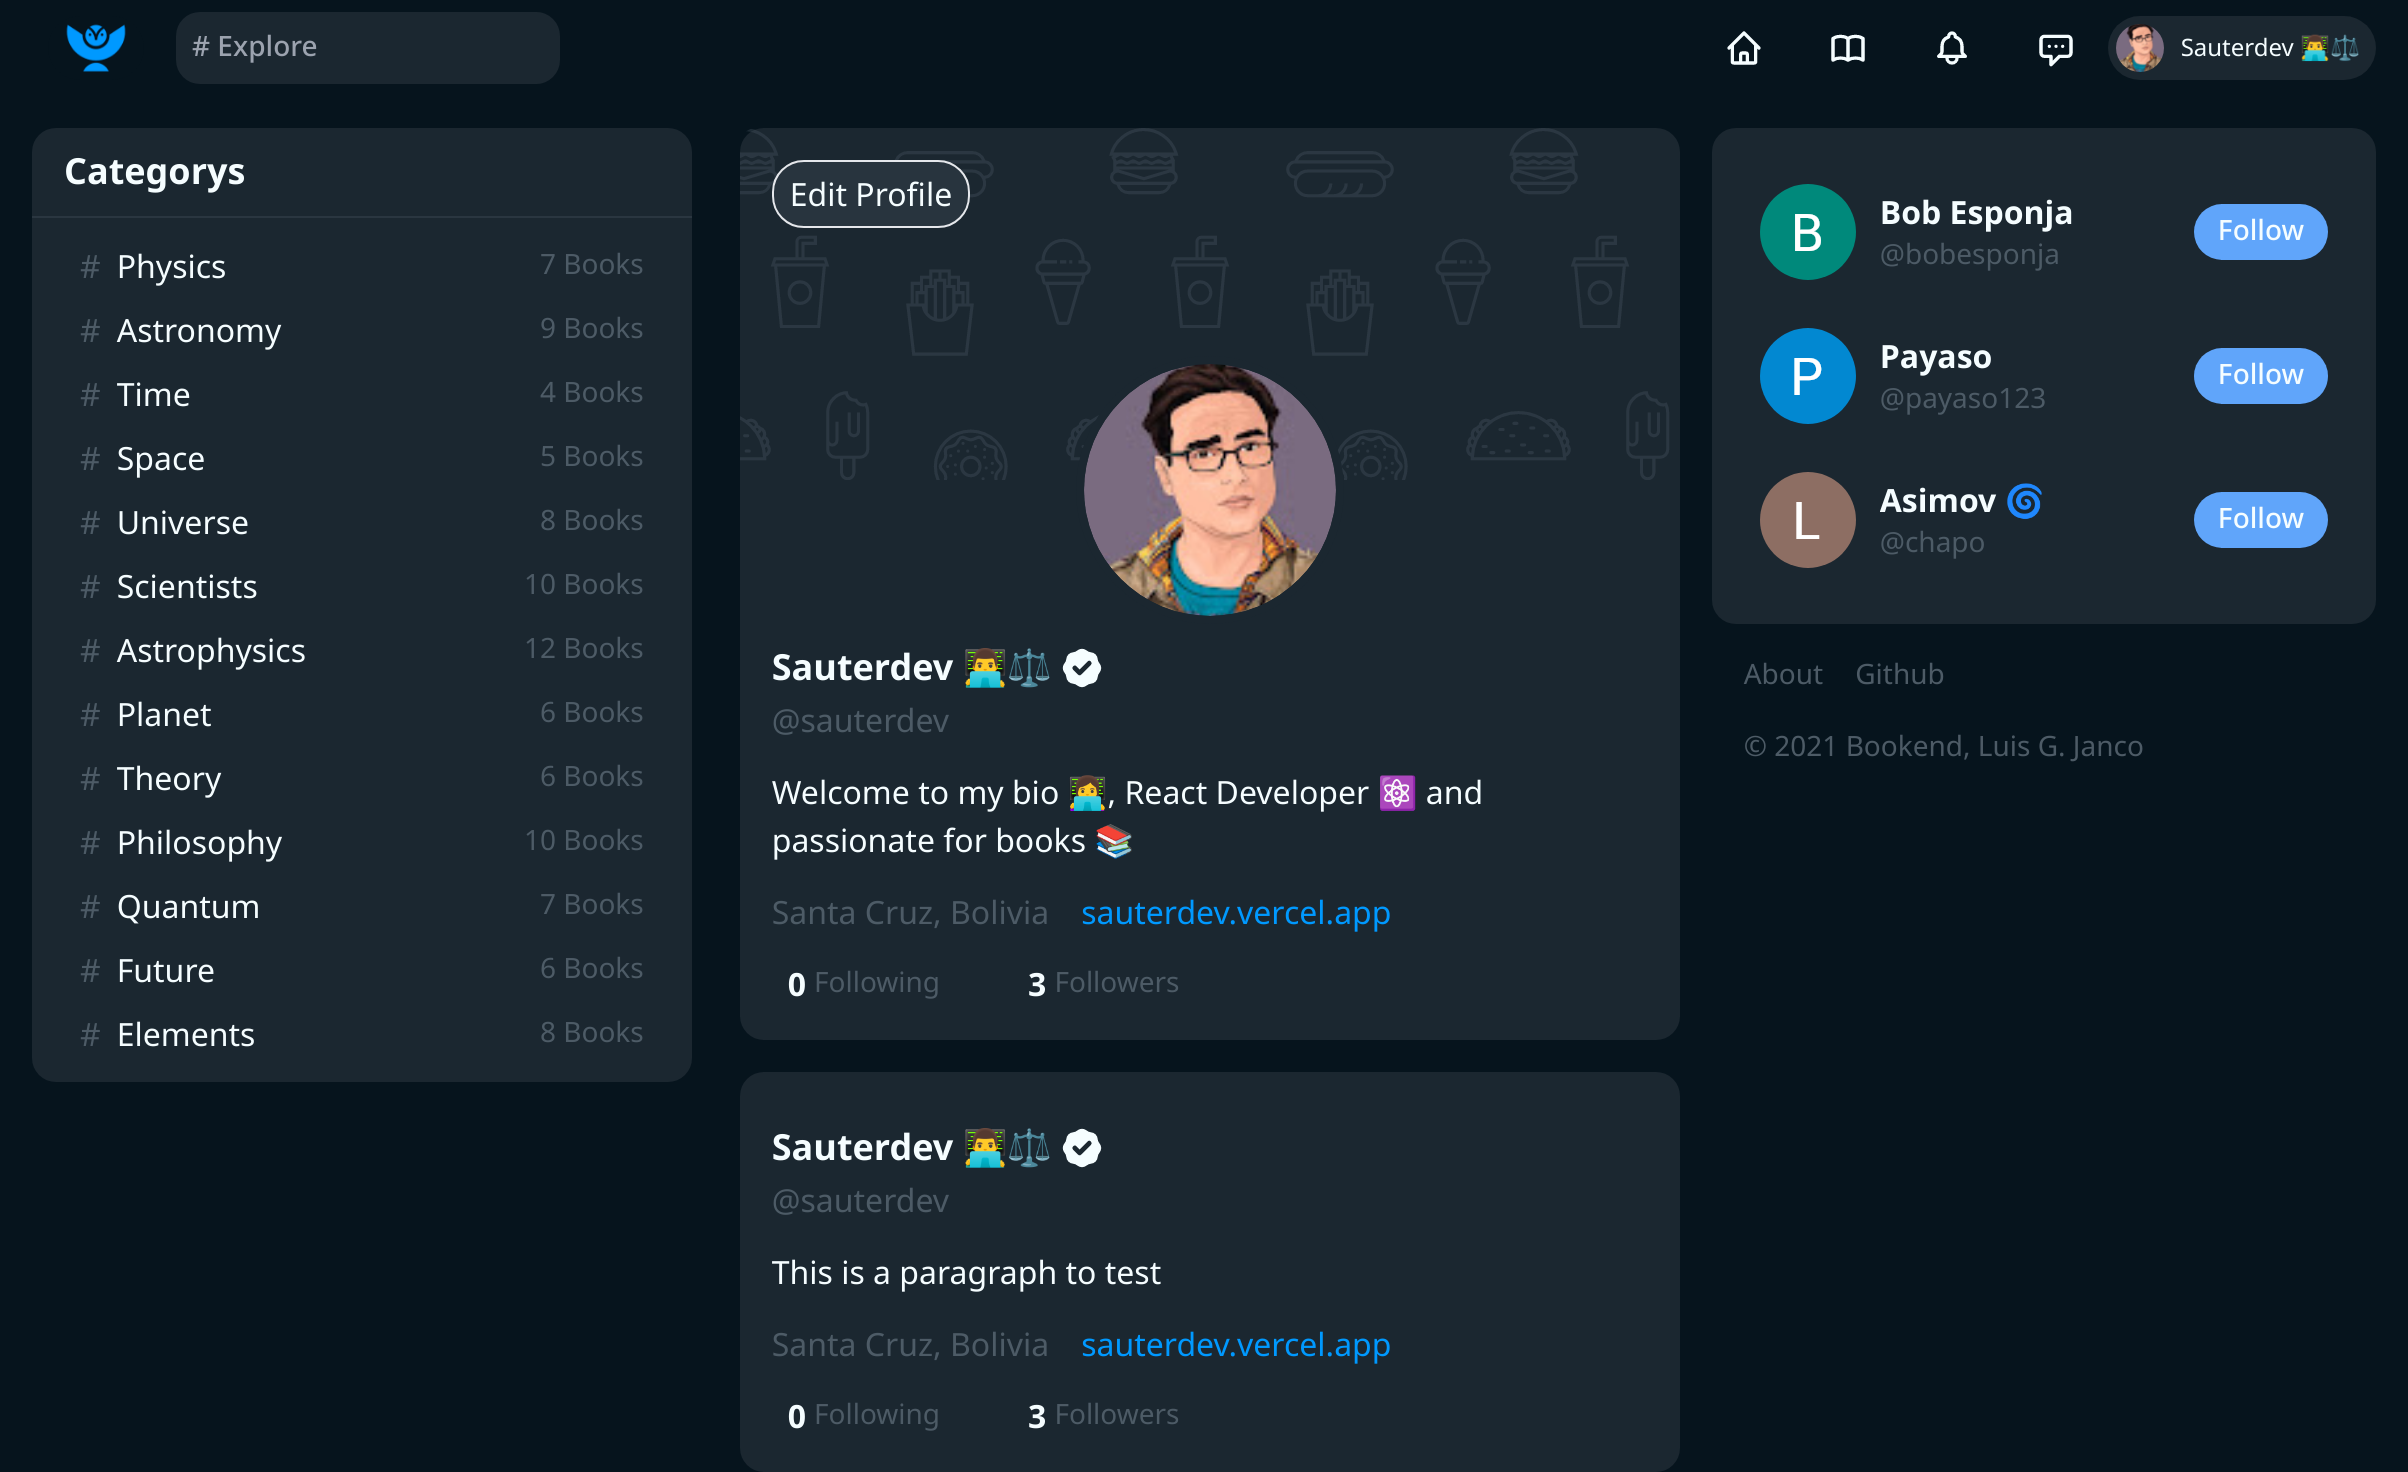 # Explore
Sauterdev 👨‍💻⚖️
Categorys
# Physics 7 Books
# Astronomy 9 Books
# Time 4 Books
# Space 5 Books
# Universe 8 Books
# Scientists 10 Books
# Astrophysics 12 Books
# Planet 6 Books
# Theory 6 Books
# Philosophy 10 Books
# Quantum 7 Books
# Future 6 Books
# Elements 8 Books
Edit Profile
Sauterdev 👨‍💻⚖️
@sauterdev
Welcome to my bio 👩‍💻, React Developer ⚛️ and
passionate for books 📚
Santa Cruz, Bolivia sauterdev.vercel.app
0 Following 3 Followers
Sauterdev 👨‍💻⚖️
@sauterdev
This is a paragraph to test
Santa Cruz, Bolivia sauterdev.vercel.app
0 Following 3 Followers
B
Bob Esponja
@bobesponja
Follow
P
Payaso
@payaso123
Follow
L
Asimov 🌀
@chapo
Follow
About Github
© 2021 Bookend, Luis G. Janco